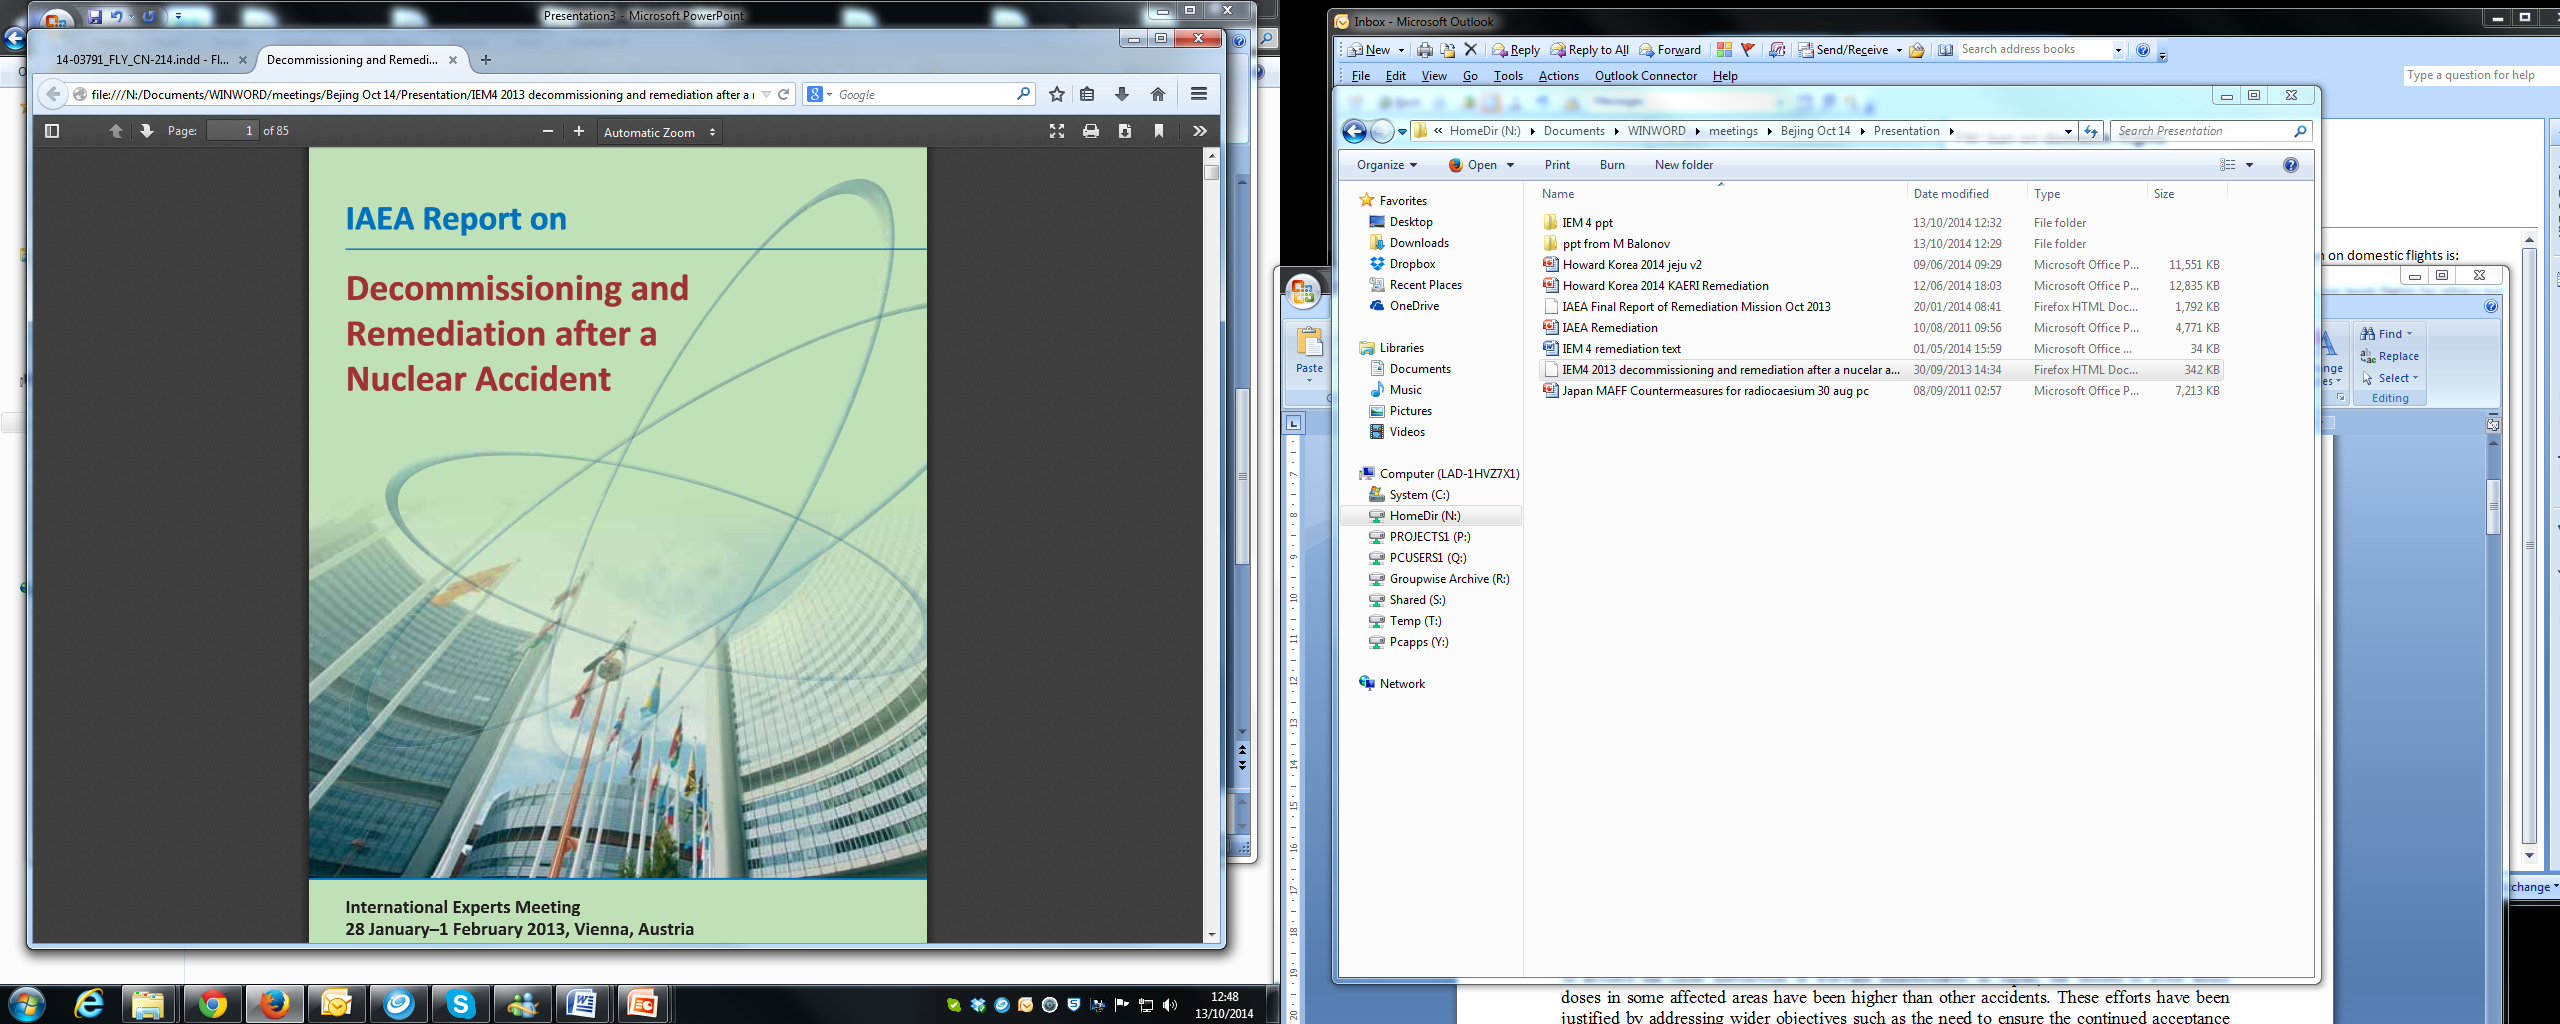 Presentation3 - Microsoft PowerPoint
14-03791_FLY_CN-214.indd - Fl...
Decommissioning and Remedi...
file:///N:/Documents/WINWORD/meetings/Bejing Oct 14/Presentation/IEM4 2013 decommissioning and remediation after a
Google
Page: 1 of 85
Automatic Zoom
IAEA Report on
Decommissioning and
Remediation after a
Nuclear Accident
International Experts Meeting
28 January–1 February 2013, Vienna, Austria
12:48
13/10/2014
Inbox - Microsoft Outlook
New Reply Reply to All Forward Send/Receive Search address books
File Edit View Go Tools Actions Outlook Connector Help
Type a question for help
« HomeDir (N:) Documents WINWORD meetings Bejing Oct 14 Presentation
Search Presentation
Organize Open Print Burn New folder
Name Date modified Type Size
IEM 4 ppt 13/10/2014 12:32 File folder
ppt from M Balonov 13/10/2014 12:29 File folder
Howard Korea 2014 jeju v2 09/06/2014 09:29 Microsoft Office P... 11,551 KB
Howard Korea 2014 KAERI Remediation 12/06/2014 18:03 Microsoft Office P... 12,835 KB
IAEA Final Report of Remediation Mission Oct 2013 20/01/2014 08:41 Firefox HTML Doc... 1,792 KB
IAEA Remediation 10/08/2011 09:56 Microsoft Office P... 4,771 KB
IEM 4 remediation text 01/05/2014 15:59 Microsoft Office ... 34 KB
IEM4 2013 decommissioning and remediation after a nucelar a... 30/09/2013 14:34 Firefox HTML Doc... 342 KB
Japan MAFF Countermeasures for radiocaesium 30 aug pc 08/09/2011 02:57 Microsoft Office P... 7,213 KB
Favorites
Desktop
Downloads
Dropbox
Recent Places
OneDrive
Libraries
Documents
Music
Pictures
Videos
Computer (LAD-1HVZ7X1)
System (C:)
HomeDir (N:)
PROJECTS1 (P:)
PCUSERS1 (Q:)
Groupwise Archive (R:)
Shared (S:)
Temp (T:)
Pcapps (Y:)
Network
on domestic flights is:
Paste
Find
Replace
Select
Editing
doses in some affected areas have been higher than other accidents. These efforts have been
justified by addressing wider objectives such as the need to ensure the continued acceptance